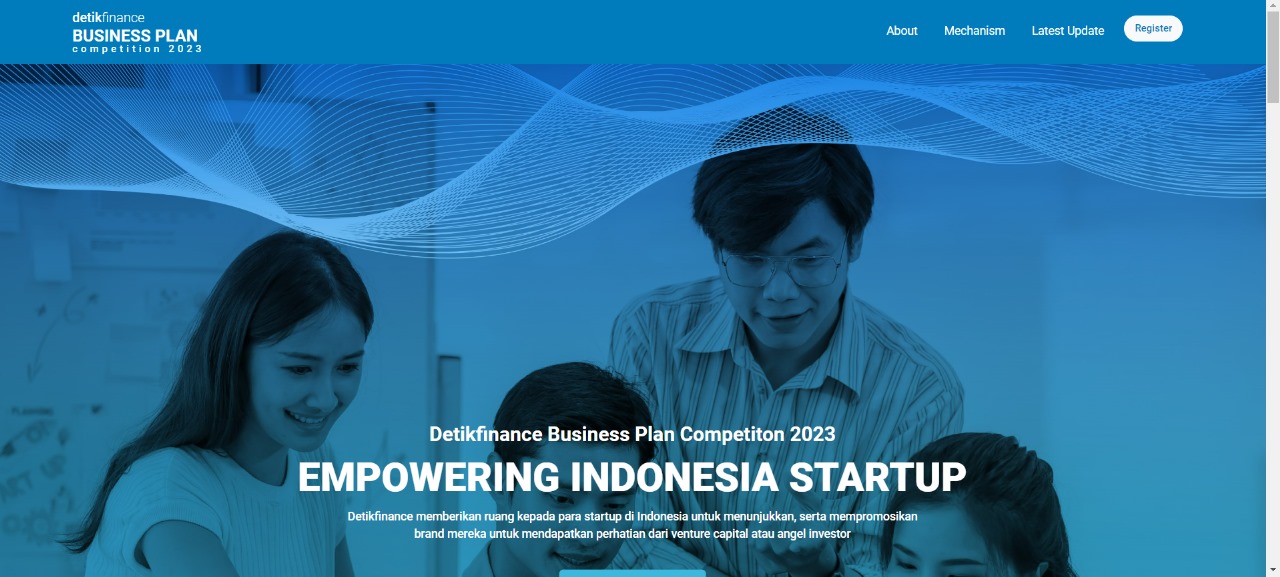 detikfinance
BUSINESS PLAN
competition 2023
About Mechanism Latest Update Register
Detikfinance Business Plan Competiton 2023
EMPOWERING INDONESIA STARTUP
Detikfinance memberikan ruang kepada para startup di Indonesia untuk menunjukkan, serta mempromosikan
brand mereka untuk mendapatkan perhatian dari venture capital atau angel investor